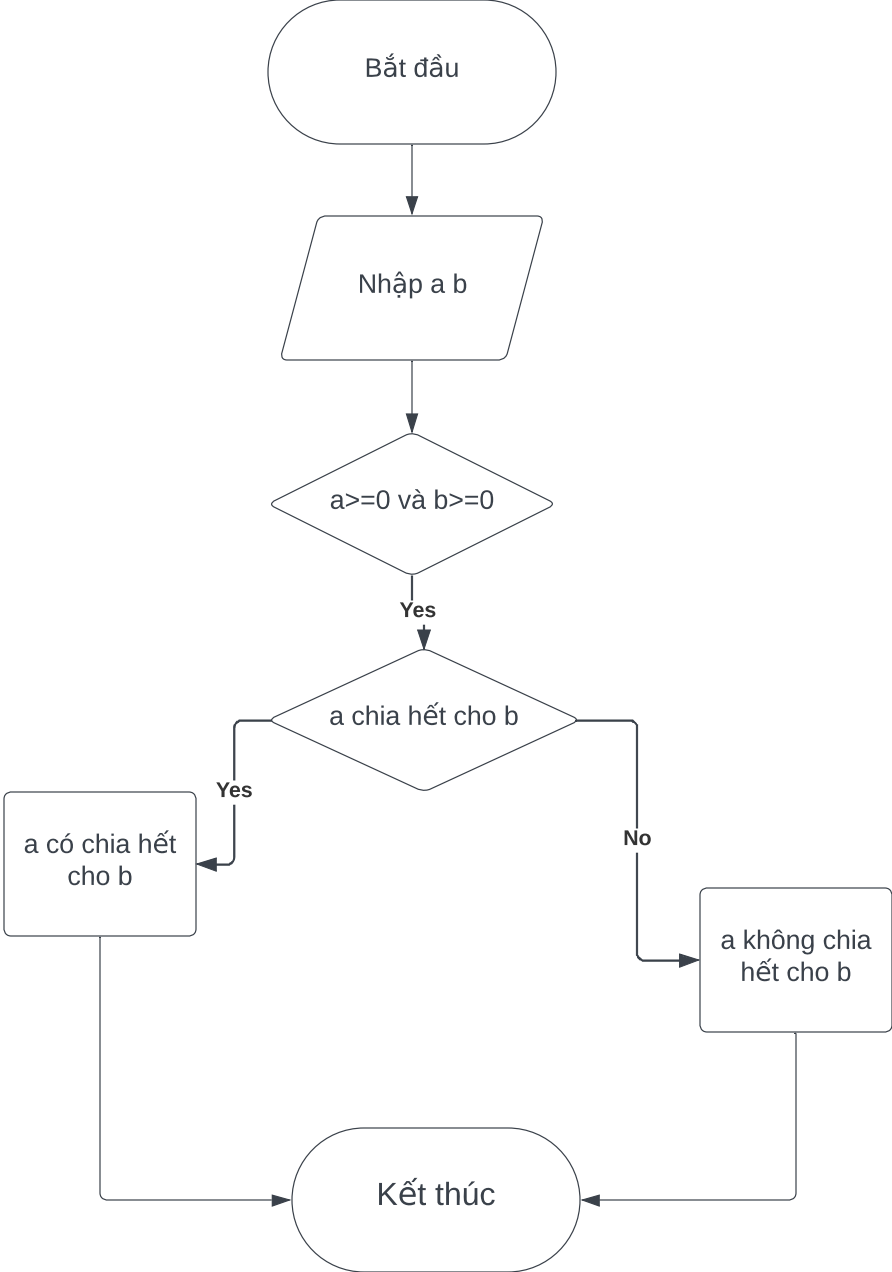 Bắt đầu
Nhập a b
a>=0 và b>=0
Yes
a chia hết cho b
Yes
No
a có chia hết
cho b
a không chia
hết cho b
Kết thúc